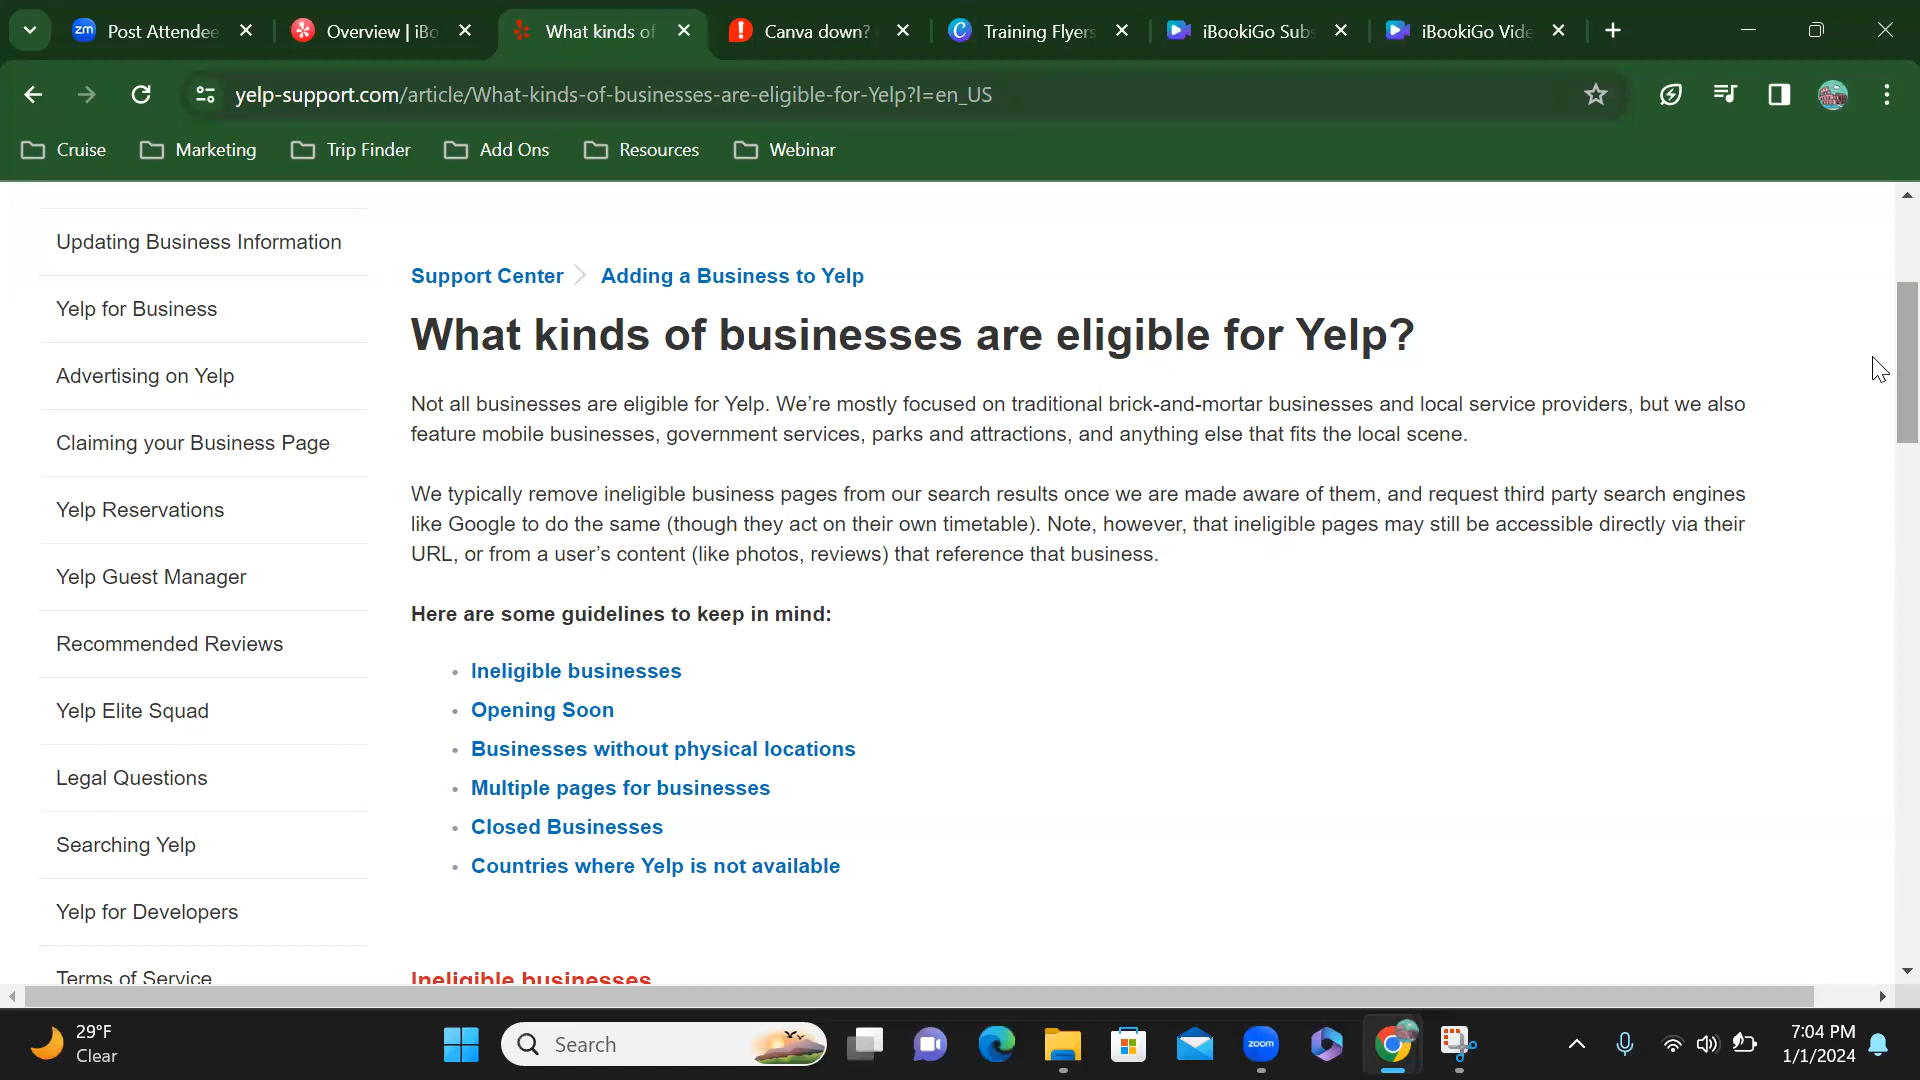 Post Attendee
Overview | iBo
What kinds of
Canva down?
Training Flyers
iBookiGo Subs
iBookiGo Vide
yelp-support.com/article/What-kinds-of-businesses-are-eligible-for-Yelp?l=en_US
Cruise
Marketing
Trip Finder
Add Ons
Resources
Webinar
Updating Business Information
Yelp for Business
Advertising on Yelp
Claiming your Business Page
Yelp Reservations
Yelp Guest Manager
Recommended Reviews
Yelp Elite Squad
Legal Questions
Searching Yelp
Yelp for Developers
Terms of Service
Support Center
Adding a Business to Yelp
What kinds of businesses are eligible for Yelp?
Not all businesses are eligible for Yelp. We’re mostly focused on traditional brick-and-mortar businesses and local service providers, but we also
feature mobile businesses, government services, parks and attractions, and anything else that fits the local scene.
We typically remove ineligible business pages from our search results once we are made aware of them, and request third party search engines
like Google to do the same (though they act on their own timetable). Note, however, that ineligible pages may still be accessible directly via their
URL, or from a user’s content (like photos, reviews) that reference that business.
Here are some guidelines to keep in mind:
Ineligible businesses
Opening Soon
Businesses without physical locations
Multiple pages for businesses
Closed Businesses
Countries where Yelp is not available
Ineligible businesses
29°F
Clear
Search
zoom
7:04 PM
1/1/2024